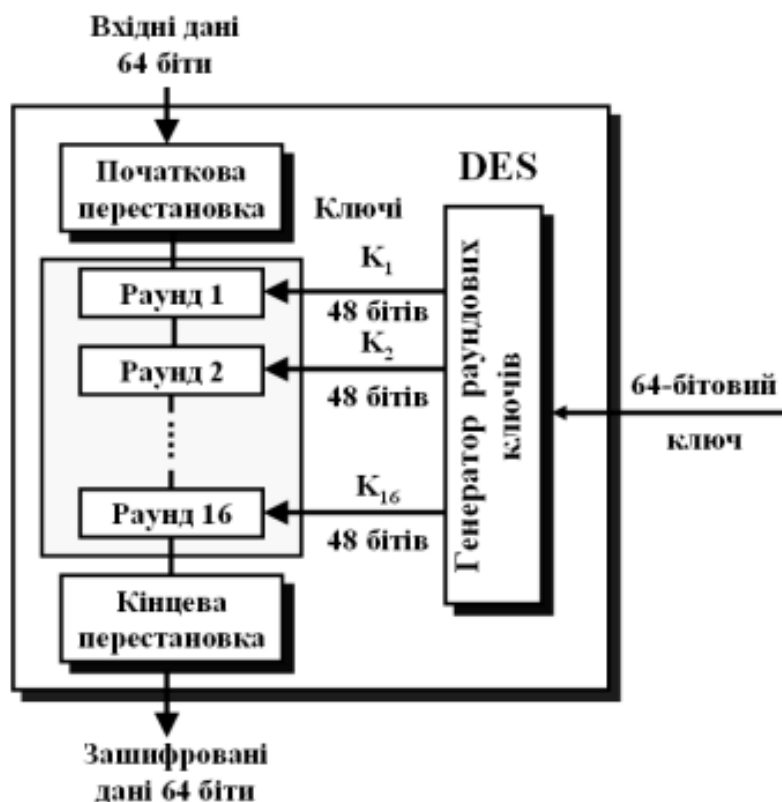 Вхідні дані
64 біти
Початкова
перестановка
DES
Ключі
K1
Раунд 1
48 бітів
K2
Раунд 2
48 бітів
K16
Раунд 16
48 бітів
Генератор раундових
ключів
64-бітовий
ключ
Кінцева
перестановка
Зашифровані
дані 64 біти